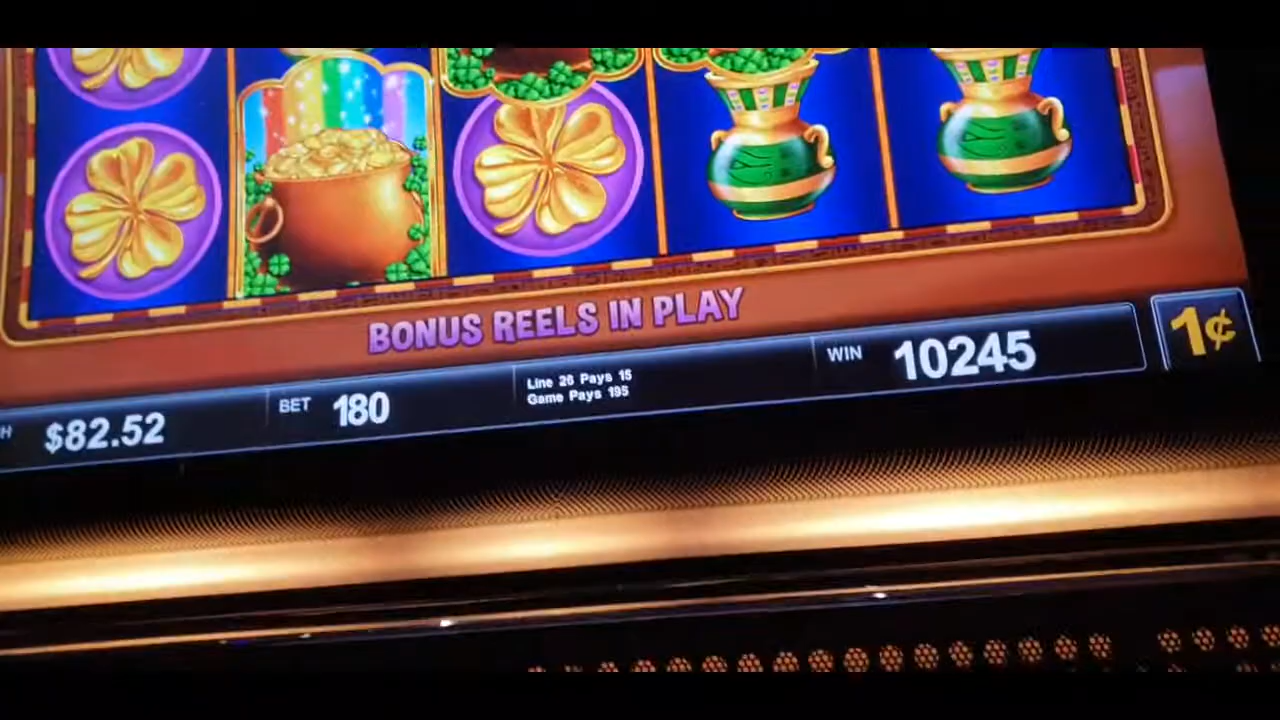 BONUS REELS IN PLAY
H $82.52
BET 180
Line 26 Pays 15
Game Pays 195
WIN 10245
1¢